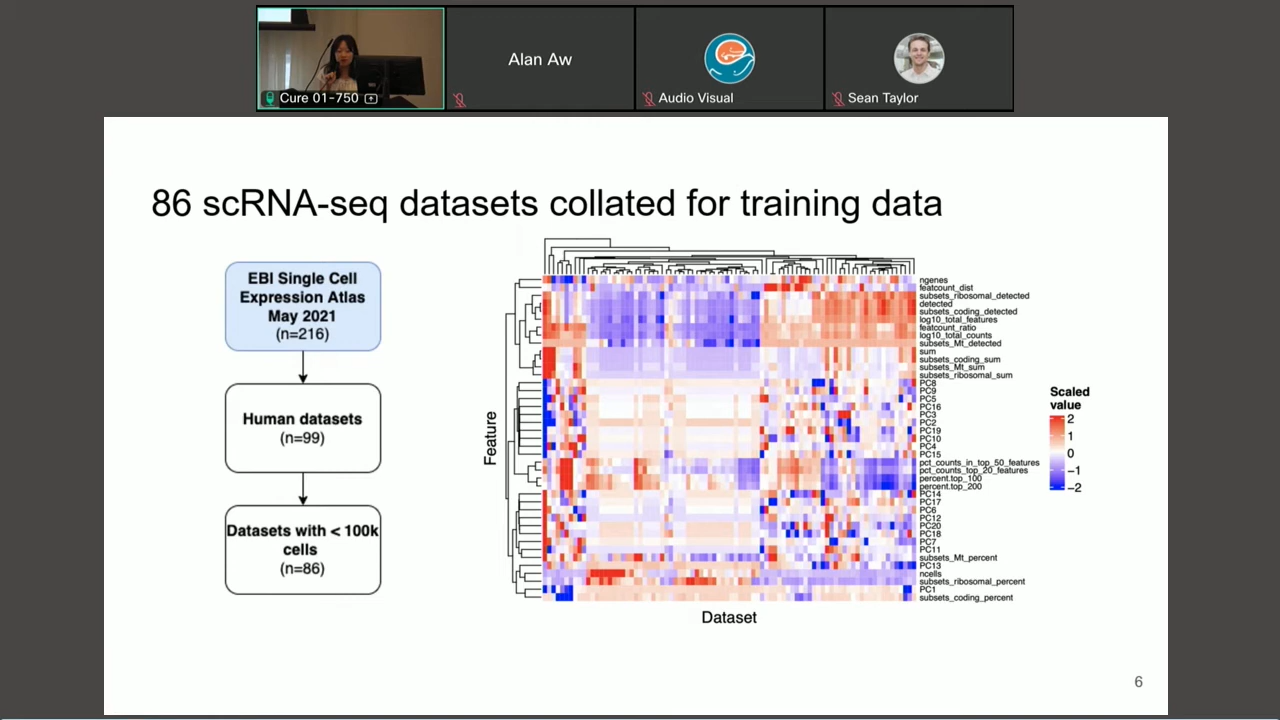 Cure 01-750
Alan Aw
Audio Visual
Sean Taylor
86 scRNA-seq datasets collated for training data
EBI Single Cell
Expression Atlas
May 2021
(n=216)
Human datasets
(n=99)
Datasets with < 100k
cells
(n=86)
Feature
ngenes
featcount_dist
subsets_ribosomal_detected
detected
subsets_coding_detected
log10_total_features
featcount_ratio
log10_total_counts
subsets_Mt_detected
sum
subsets_coding_sum
subsets_Mt_sum
subsets_ribosomal_sum
PC8
PC9
PC5
PC16
PC3
PC2
PC19
PC10
PC4
PC15
pct_counts_in_top_50_features
pct_counts_top_20_features
percent.top_100
percent.top_200
PC14
PC17
PC6
PC12
PC20
PC18
PC7
PC11
subsets_Mt_percent
PC13
ncells
subsets_ribosomal_percent
PC1
subsets_coding_percent
Dataset
Scaled
value
2
1
0
−1
−2
6